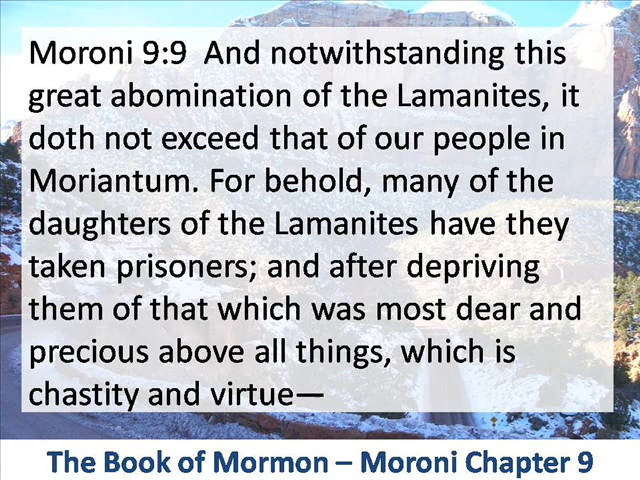 Moroni 9:9  And notwithstanding this
great abomination of the Lamanites, it
doth not exceed that of our people in
Moriantum. For behold, many of the
daughters of the Lamanites have they
taken prisoners; and after depriving
them of that which was most dear and
precious above all things, which is
chastity and virtue—
The Book of Mormon – Moroni Chapter 9